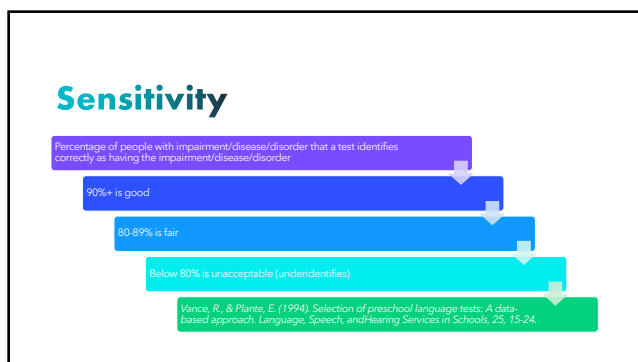 Sensitivity
Percentage of people with impairment/disease/disorder that a test identifies
correctly as having the impairment/disease/disorder
90%+ is good
80-89% is fair
Below 80% is unacceptable (underidentifies)
Vance, R., & Plante, E. (1994). Selection of preschool language tests: A data-
based approach. Language, Speech, andHearing Services in Schools, 25, 15-24.